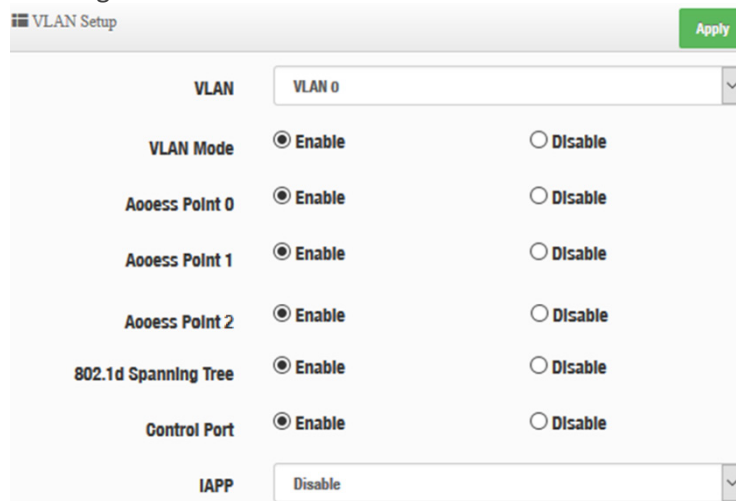 VLAN Setup
Apply
VLAN VLAN 0
VLAN Mode Enable DIsable
Aooess PoInt 0 Enable DIsable
Aooess PoInt 1 Enable DIsable
Aooess PoInt 2 Enable DIsable
802.1d SpannIng Tree Enable DIsable
Control Port Enable DIsable
IAPP Disable